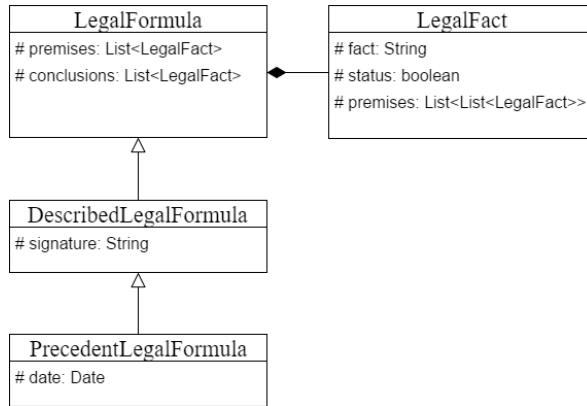 LegalFormula
# premises: List<LegalFact>
# conclusions: List<LegalFact>
LegalFact
# fact: String
# status: boolean
# premises: List<List<LegalFact>>
DescribedLegalFormula
# signature: String
PrecedentLegalFormula
# date: Date